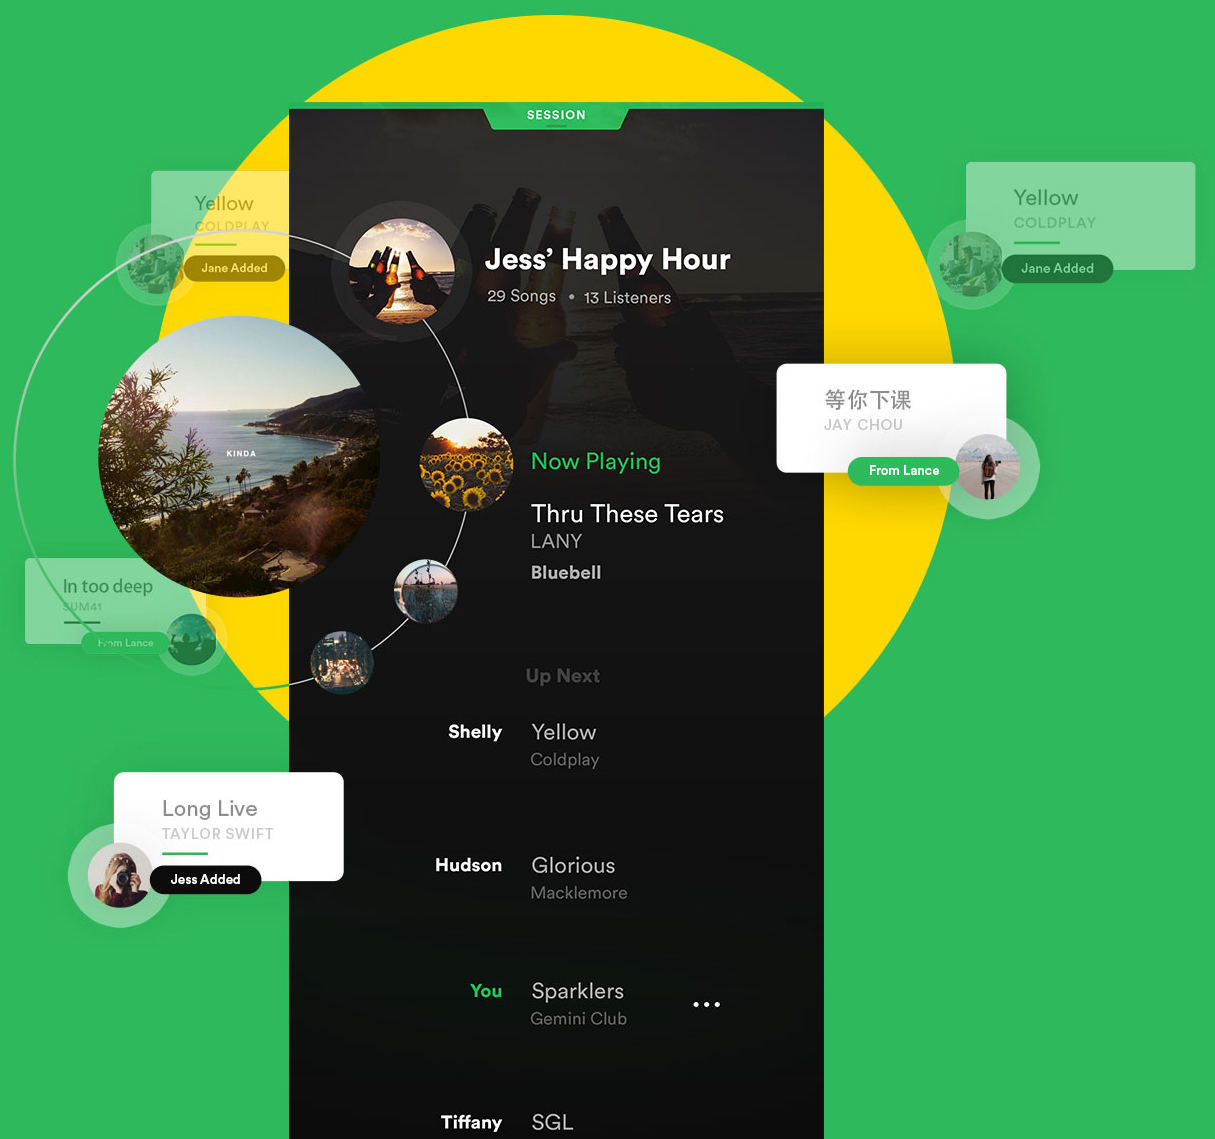 SESSION
Yellow
COLDPLAY
Jane Added
Yellow
COLDPLAY
Jane Added
Jess’ Happy Hour
29 Songs • 13 Listeners
等你下课
JAY CHOU
From Lance
KINDA
Now Playing
Thru These Tears
LANY
Bluebell
In too deep
SUM41
From Lance
Up Next
Shelly
Yellow
Coldplay
Long Live
TAYLOR SWIFT
Jess Added
Hudson
Glorious
Macklemore
You
Sparklers
Gemini Club
Tiffany
SGL